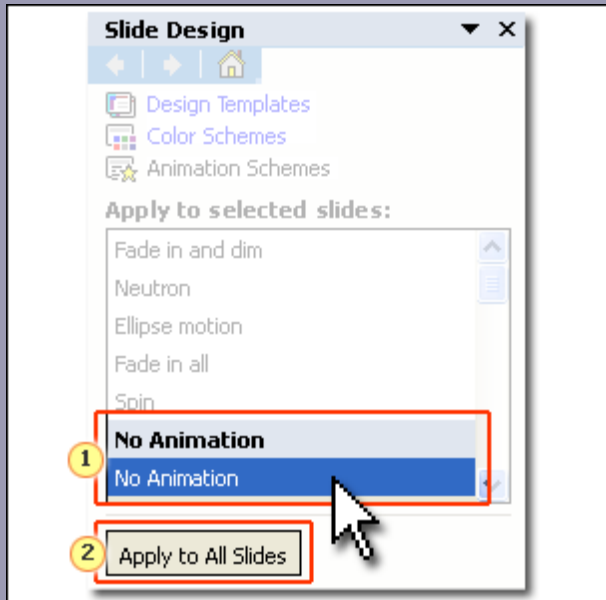 Slide Design
Design Templates
Color Schemes
Animation Schemes
Apply to selected slides:
Fade in and dim
Neutron
Ellipse motion
Fade in all
Spin
No Animation
1
No Animation
2
Apply to All Slides